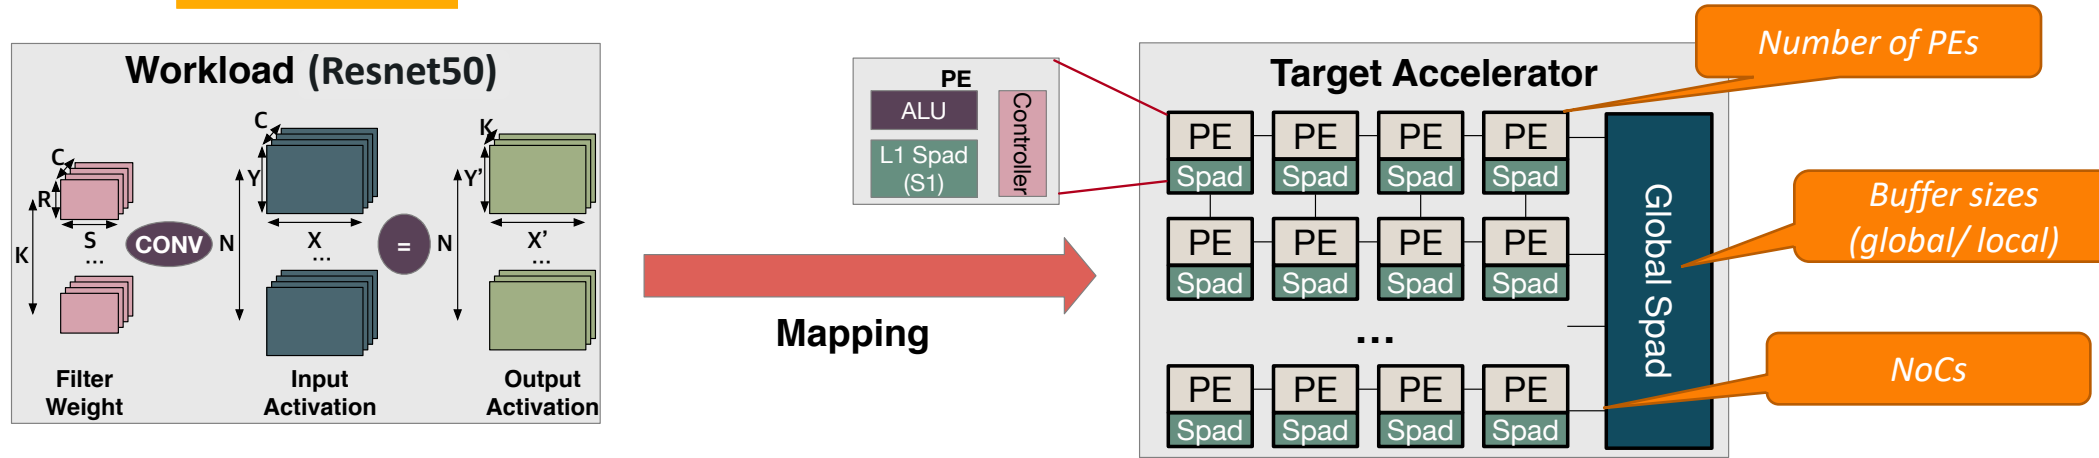 Workload (Resnet50)
C
R
S
K
...
CONV
C
Y
X
N
...
=
K
Y'
X'
N
...
Filter
Weight
Input
Activation
Output
Activation
Mapping
PE
ALU
L1 Spad
(S1)
Controller
Target Accelerator
PE PE PE PE
Spad Spad Spad Spad
PE PE PE PE
Spad Spad Spad Spad
...
PE PE PE PE
Spad Spad Spad Spad
Global Spad
Number of PEs
Buffer sizes
(global/ local)
NoCs